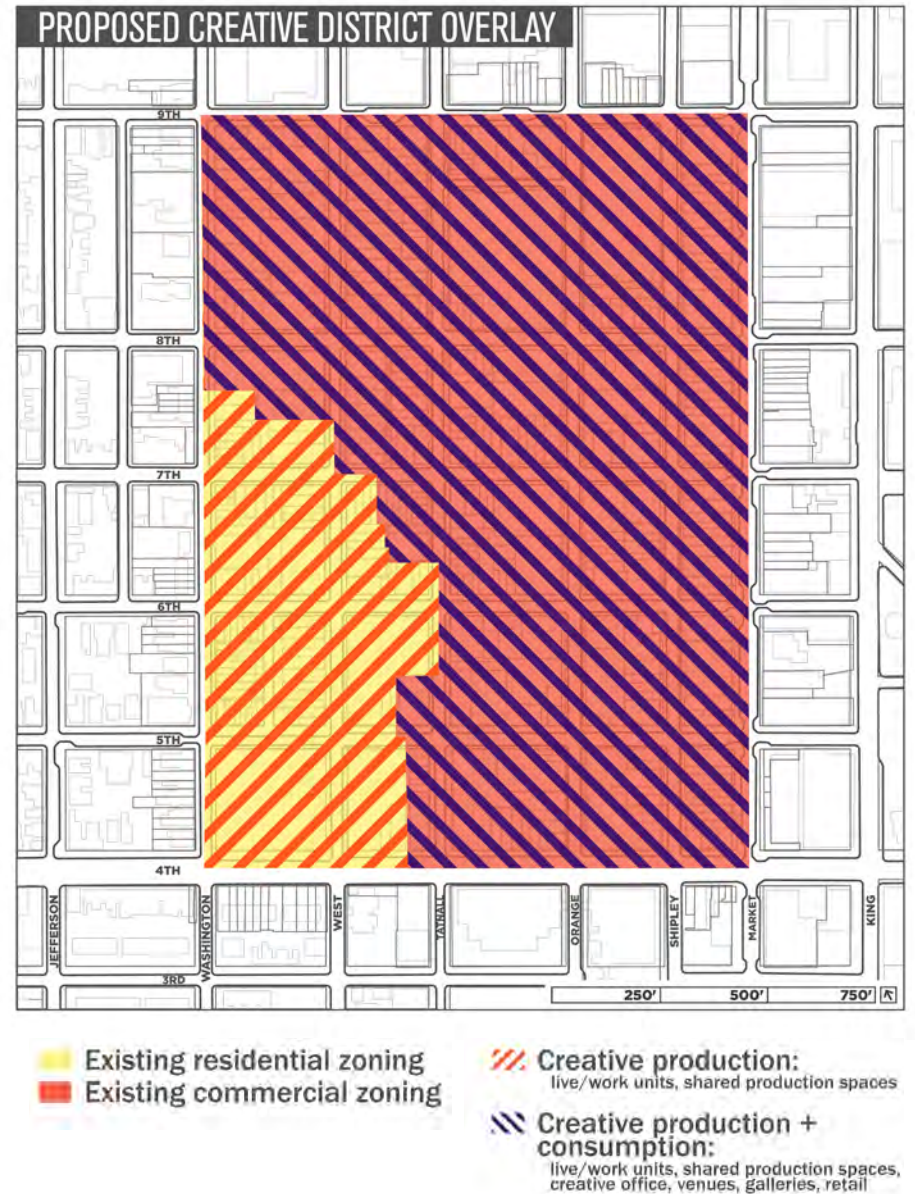 PROPOSED CREATIVE DISTRICT OVERLAY
9TH
8TH
7TH
6TH
5TH
4TH
JEFFERSON
WASHINGTON
WEST
TATNALL
ORANGE
SHIPLEY
MARKET
KING
3RD
250' 500' 750'
Existing residential zoning
Existing commercial zoning
Creative production:
live/work units, shared production spaces
Creative production +
consumption:
live/work units, shared production spaces,
creative office, venues, galleries, retail